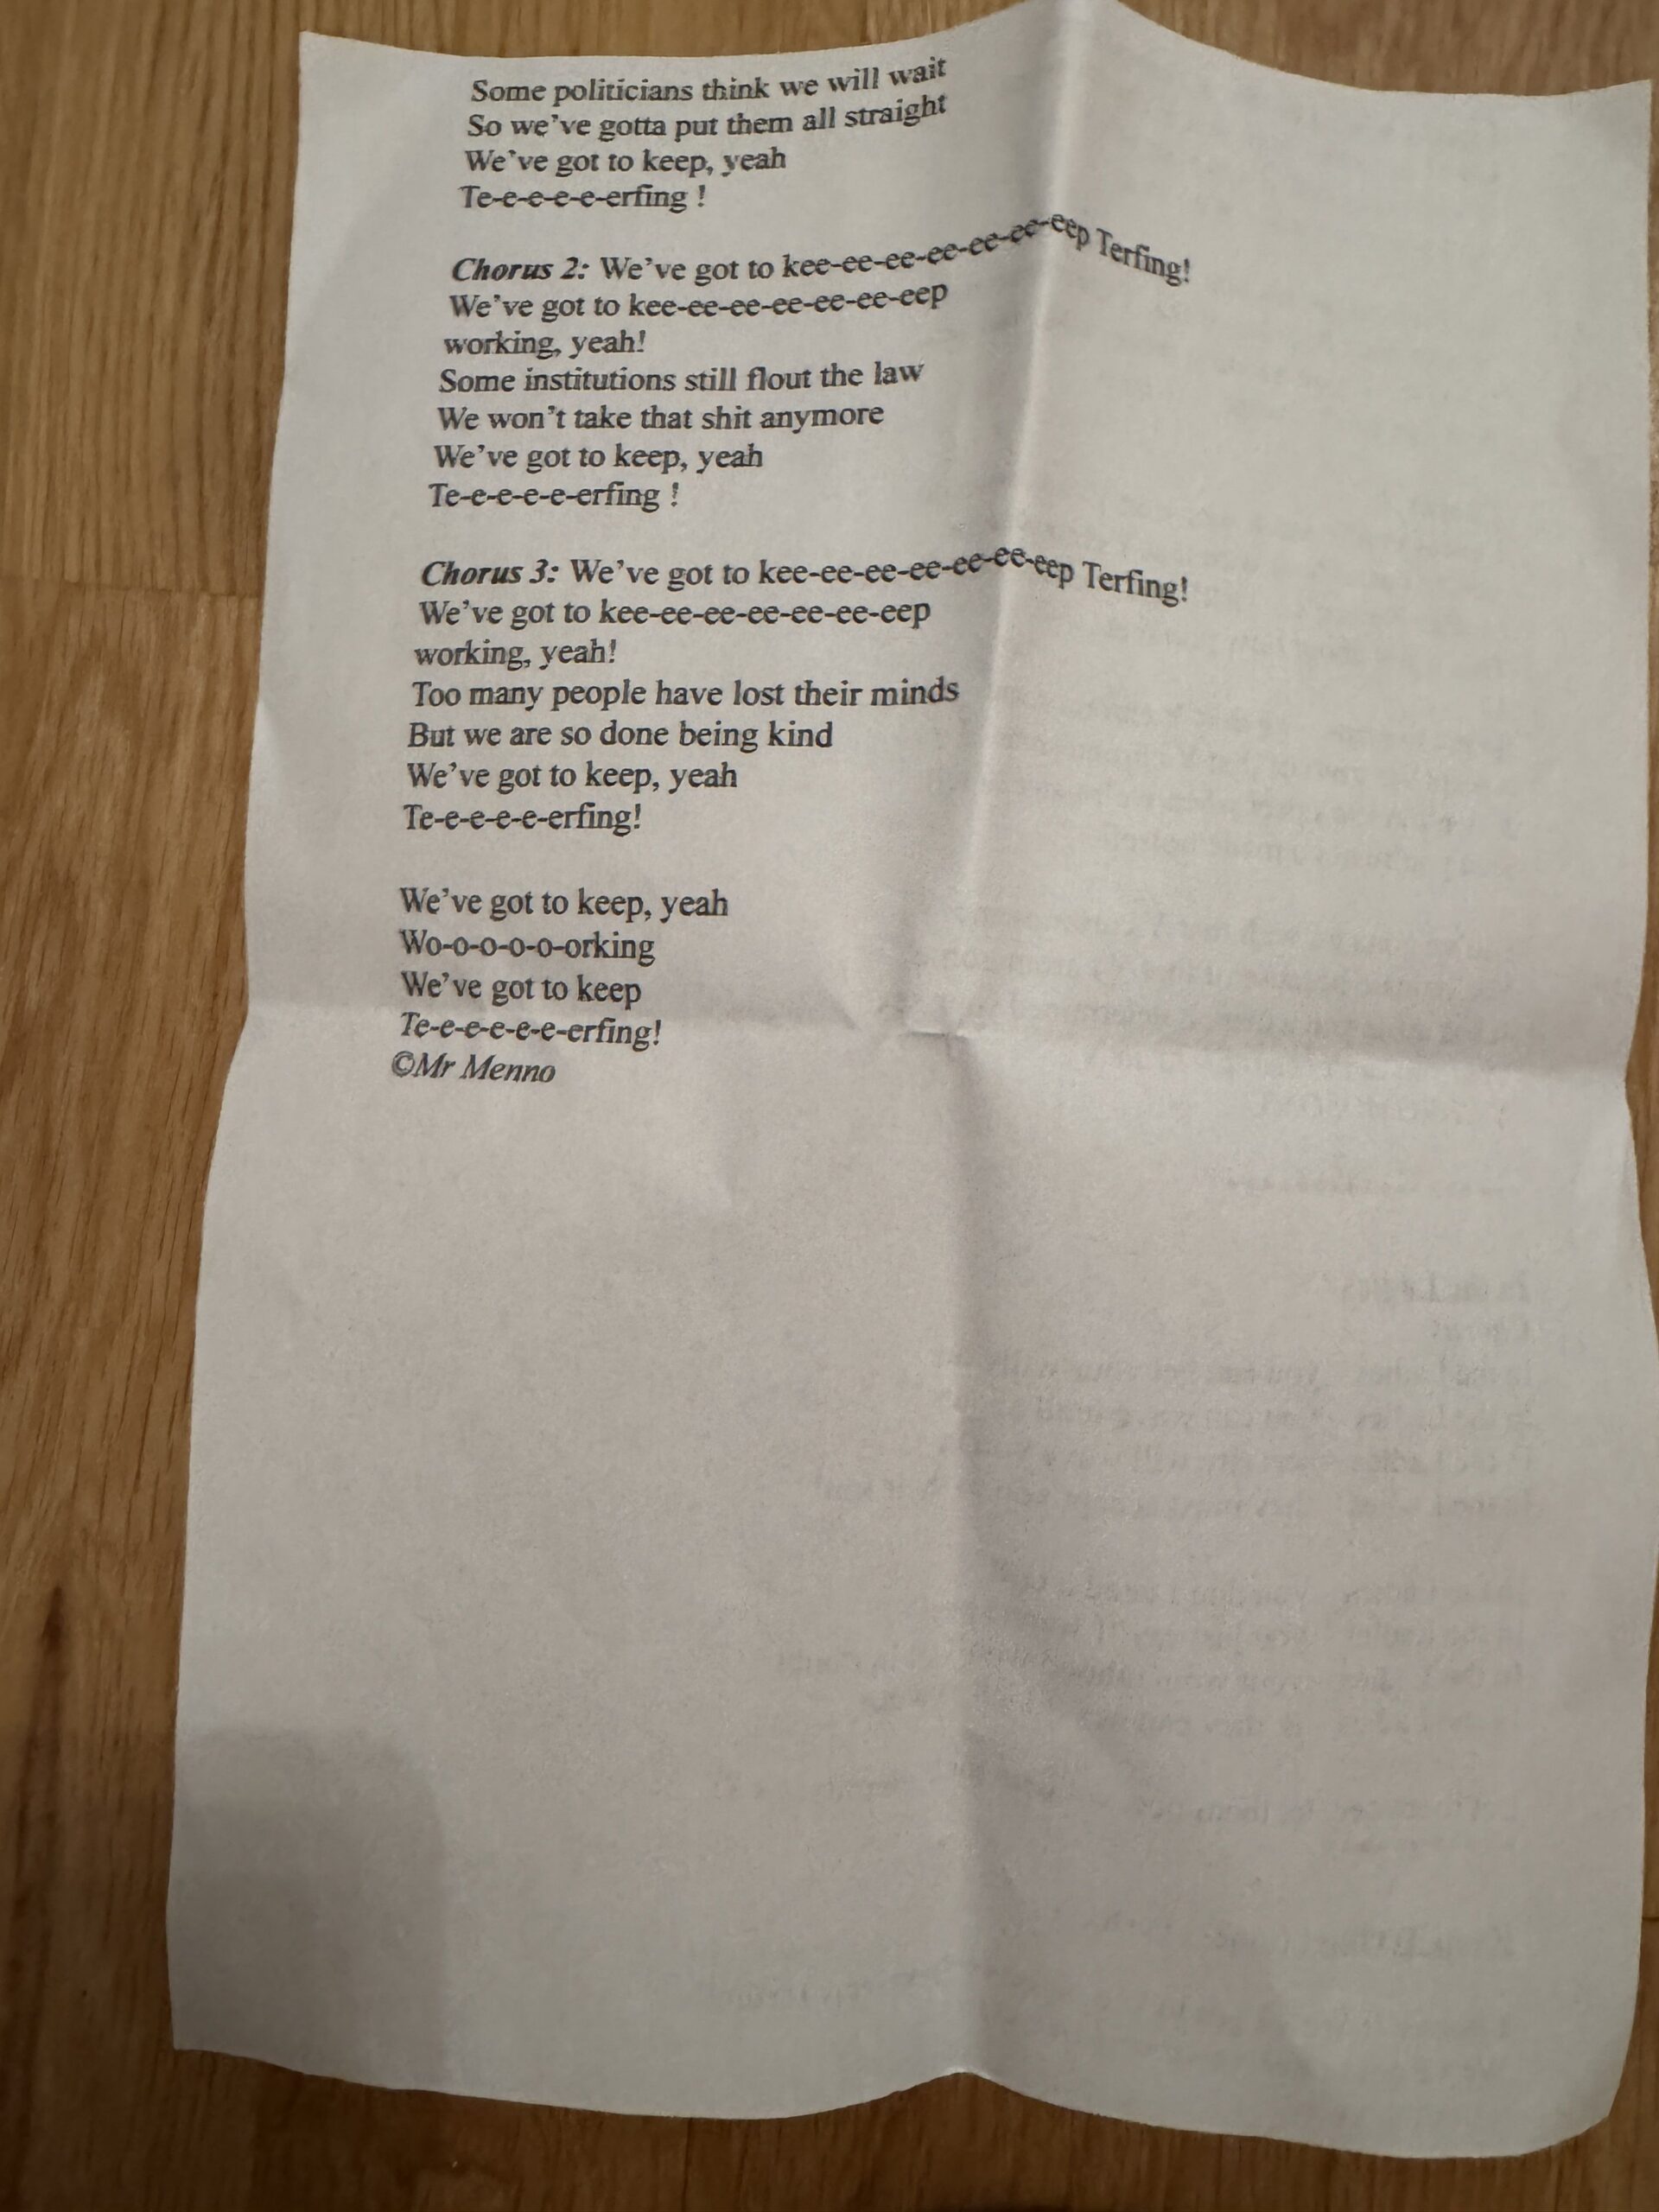 Some politicians think we will wait
So we've gotta put them all straight
We've got to keep, yeah
Te-e-e-e-e-erfing !
Chorus 2: We've got to kee-ee-ee-ee-ee-ee-eep Terfing!
We've got to kee-ee-ee-ee-ee-ee-eep
working, yeah!
Some institutions still flout the law
We won't take that shit anymore
We've got to keep, yeah
Te-e-e-e-e-erfing !
Chorus 3: We've got to kee-ee-ee-ee-ee-ee-eep Terfing!
We've got to kee-ee-ee-ee-ee-ee-eep
working, yeah!
Too many people have lost their minds
But we are so done being kind
We've got to keep, yeah
Te-e-e-e-e-erfing!
We've got to keep, yeah
Wo-o-o-o-o-orking
We've got to keep
Te-e-e-e-e-e-erfing!
©Mr Menno